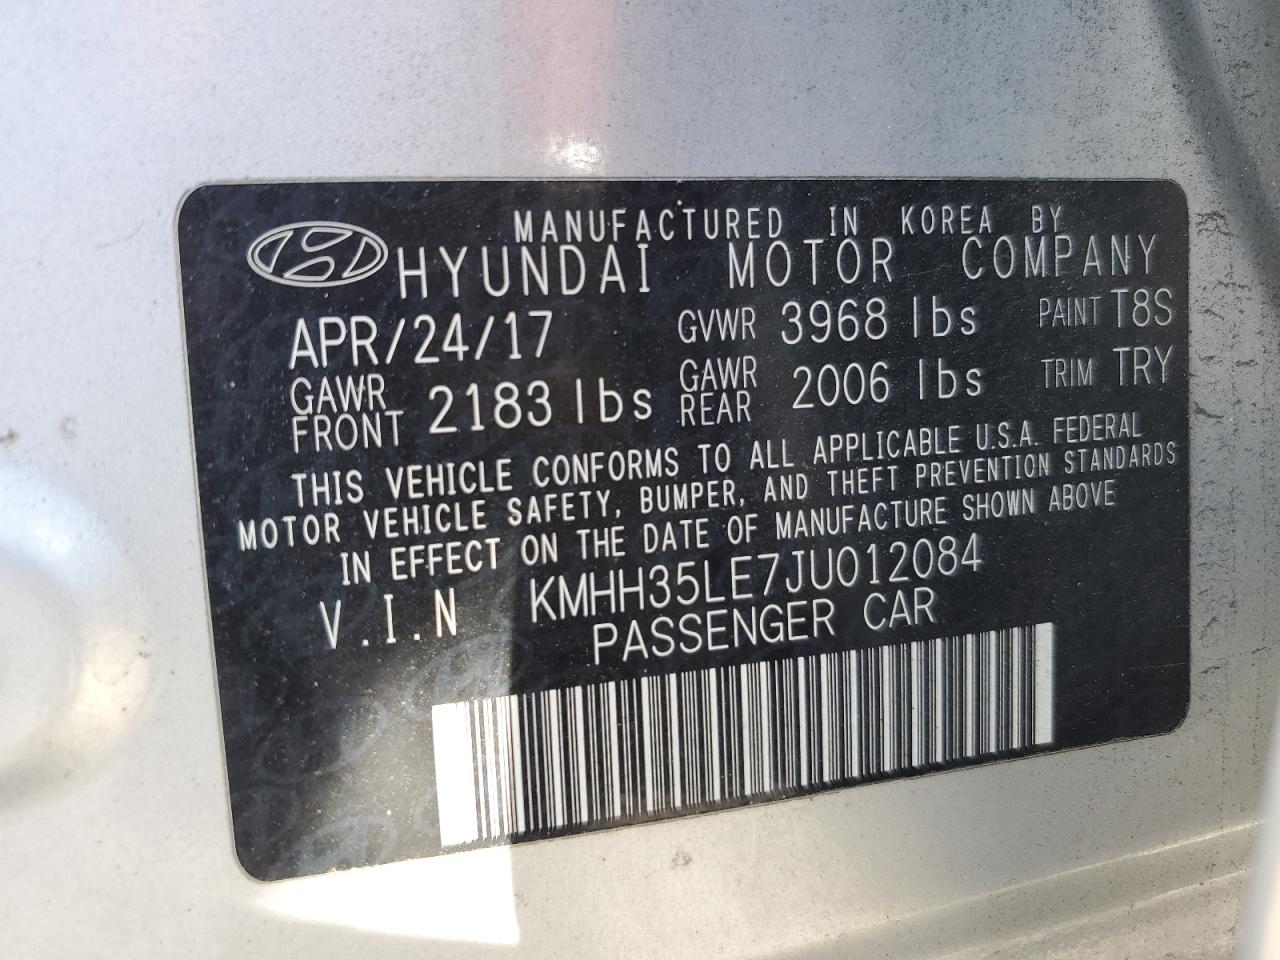 MANUFACTURED IN KOREA BY
HYUNDAI MOTOR COMPANY
APR/24/17 GVWR 3968 lbs PAINT T8S
GAWR FRONT 2183 lbs GAWR REAR 2006 lbs TRIM TRY
THIS VEHICLE CONFORMS TO ALL APPLICABLE U.S.A. FEDERAL
MOTOR VEHICLE SAFETY, BUMPER, AND THEFT PREVENTION STANDARDS
IN EFFECT ON THE DATE OF MANUFACTURE SHOWN ABOVE
V.I.N KMHH35LE7JU012084
PASSENGER CAR